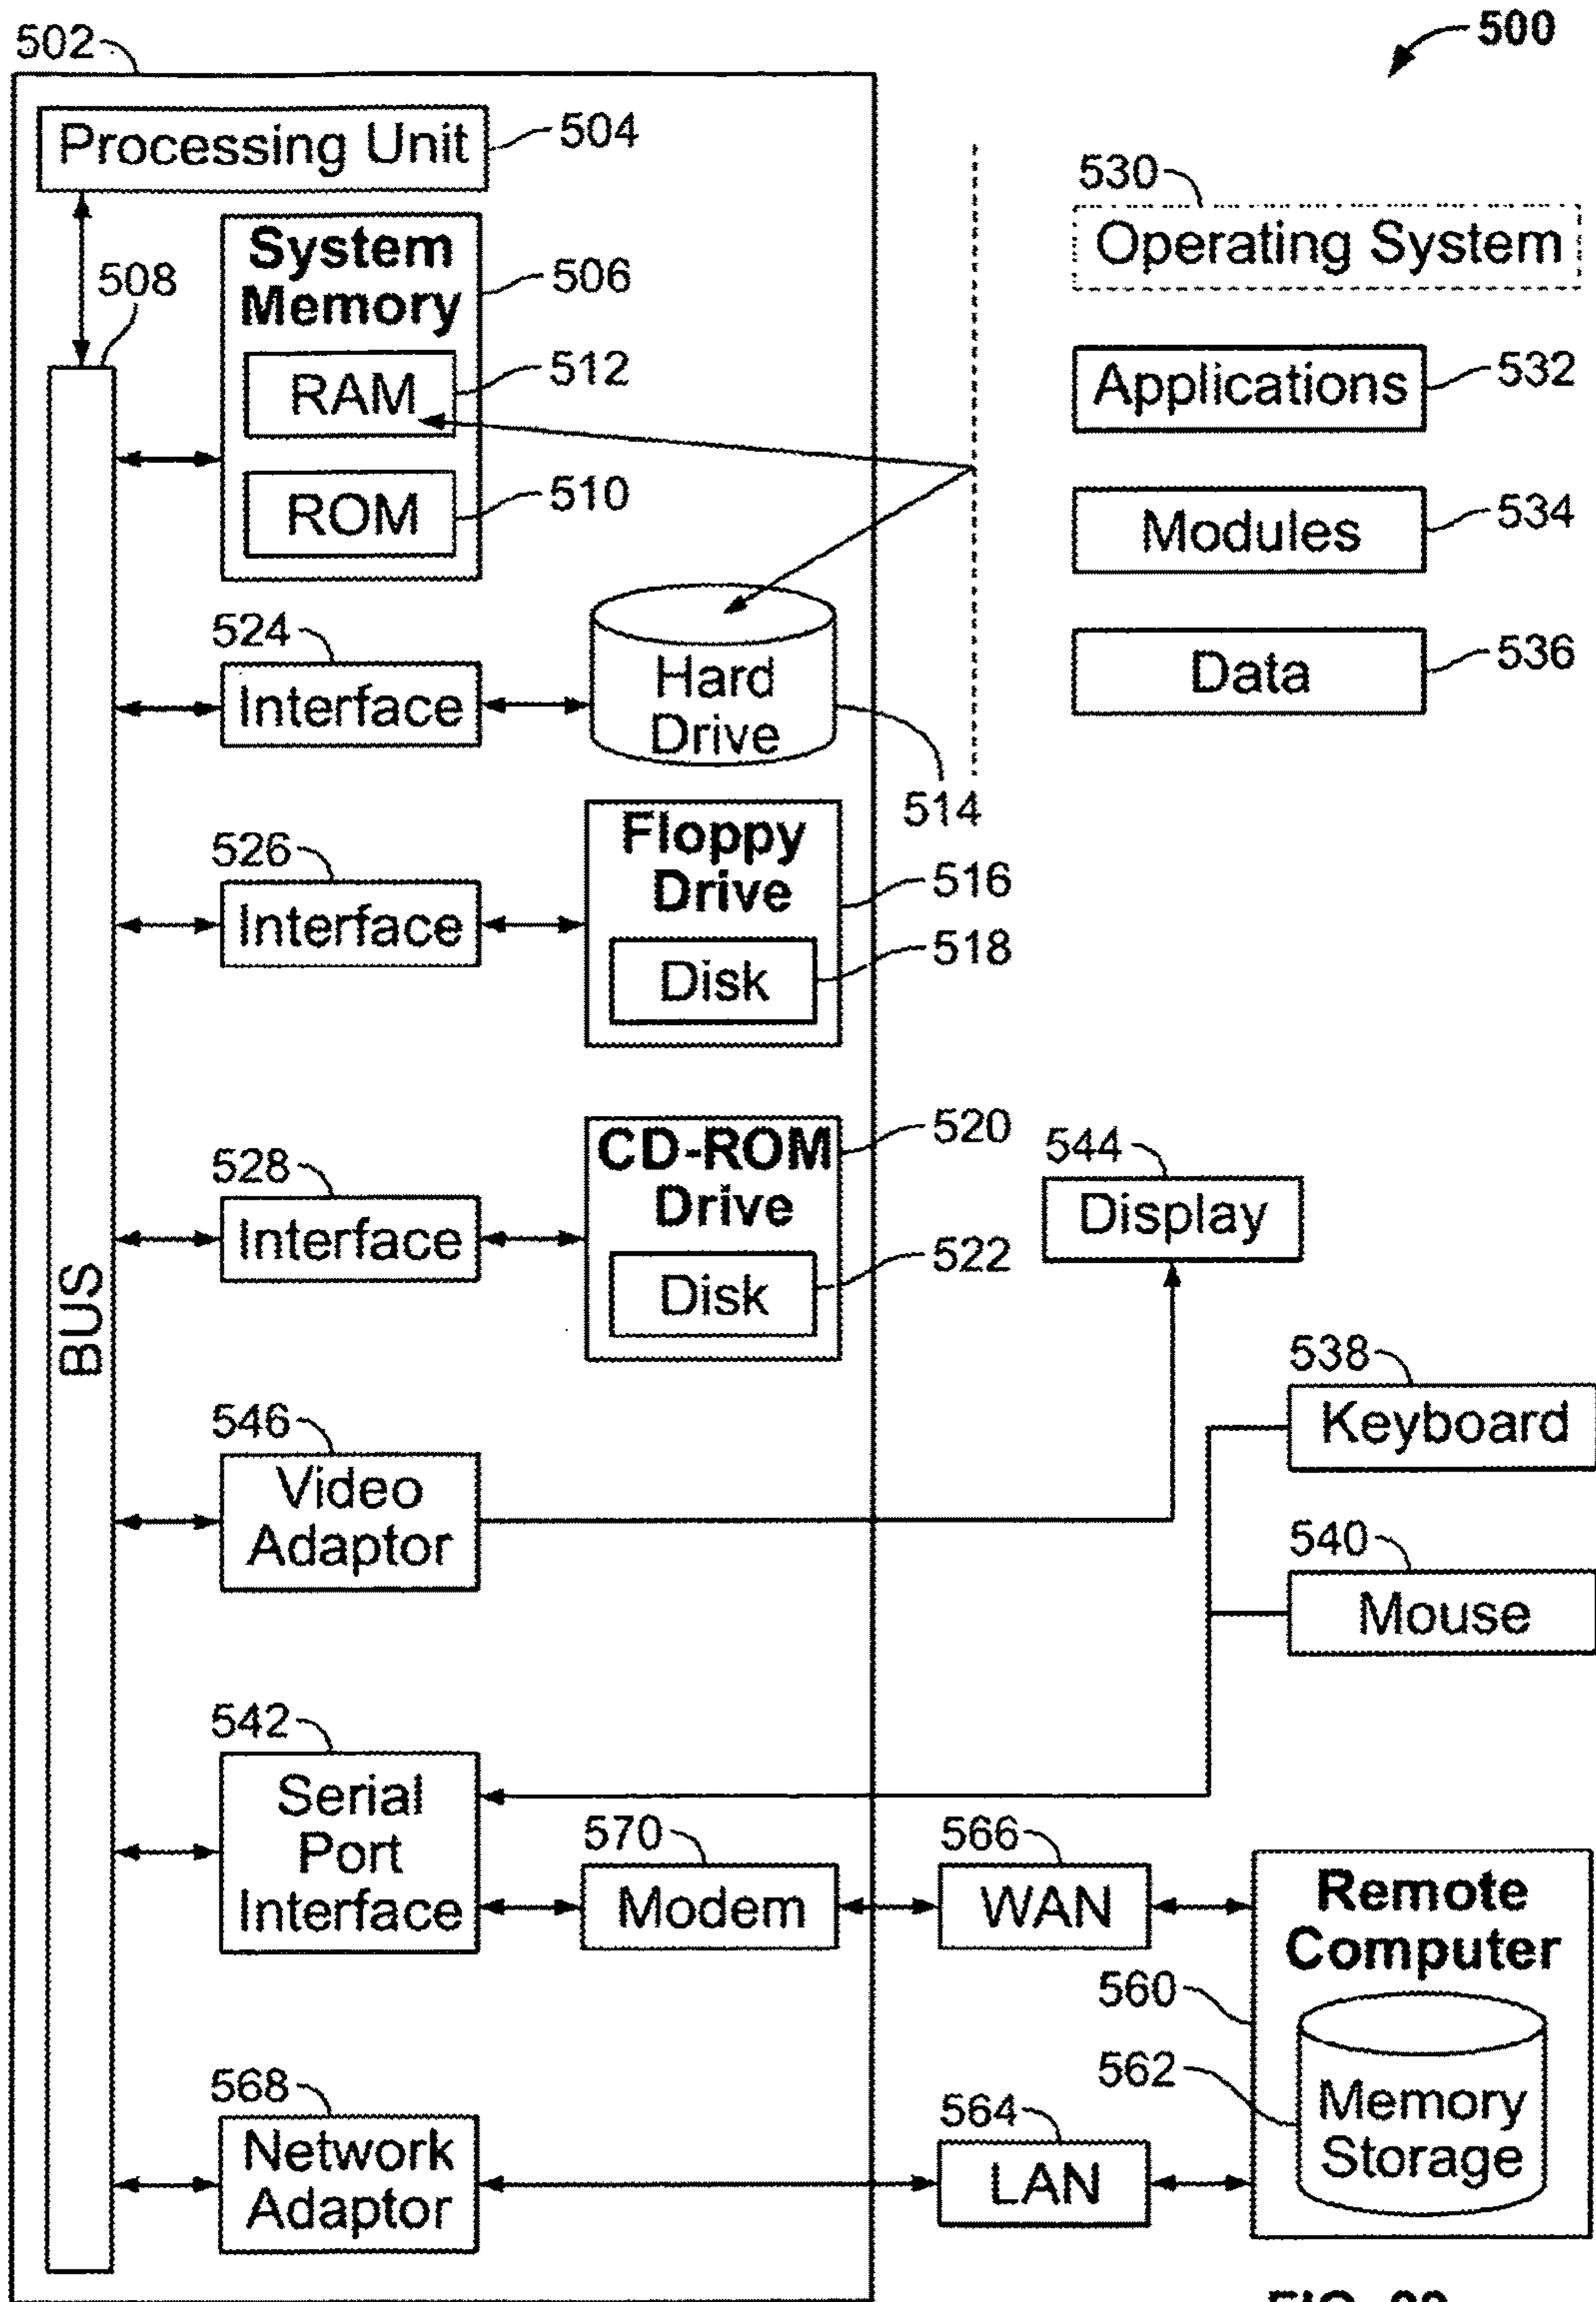 500
502
Processing Unit
504
508
System
Memory
506
RAM
512
ROM
510
530
Operating System
Applications
532
Modules
534
Data
536
524
Interface
Hard
Drive
514
526
Interface
Floppy
Drive
516
Disk
518
528
Interface
CD-ROM
Drive
520
Disk
522
BUS
544
Display
538
Keyboard
540
Mouse
546
Video
Adaptor
542
Serial
Port
Interface
570
Modem
566
WAN
Remote
Computer
560
562
Memory
Storage
568
Network
Adaptor
564
LAN